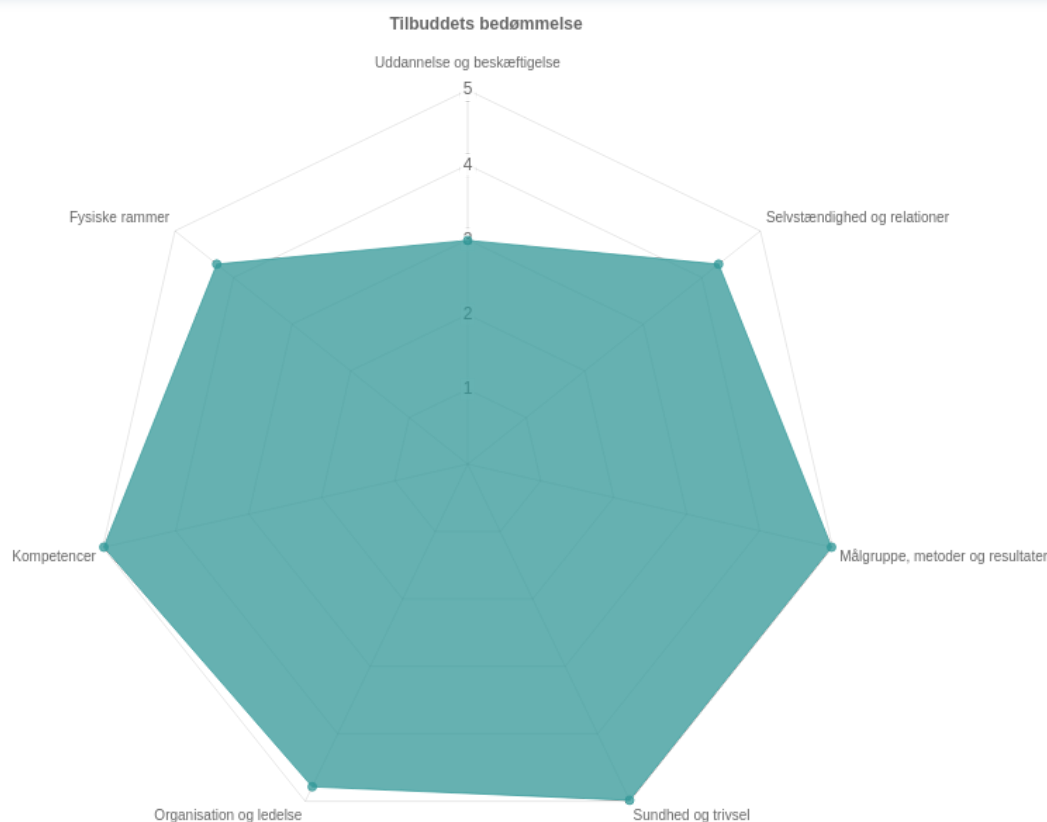 Tilbuddets bedømmelse
Uddannelse og beskæftigelse
5
4
Fysiske rammer
Selvstændighed og relationer
3
2
1
Kompetencer
Målgruppe, metoder og resultater
Organisation og ledelse
Sundhed og trivsel